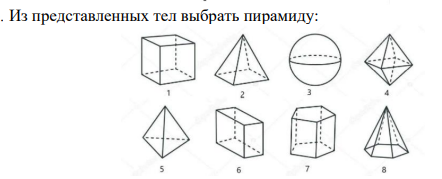 . Из представленных тел выбрать пирамиду:
1 2 3 4
5 6 7 8